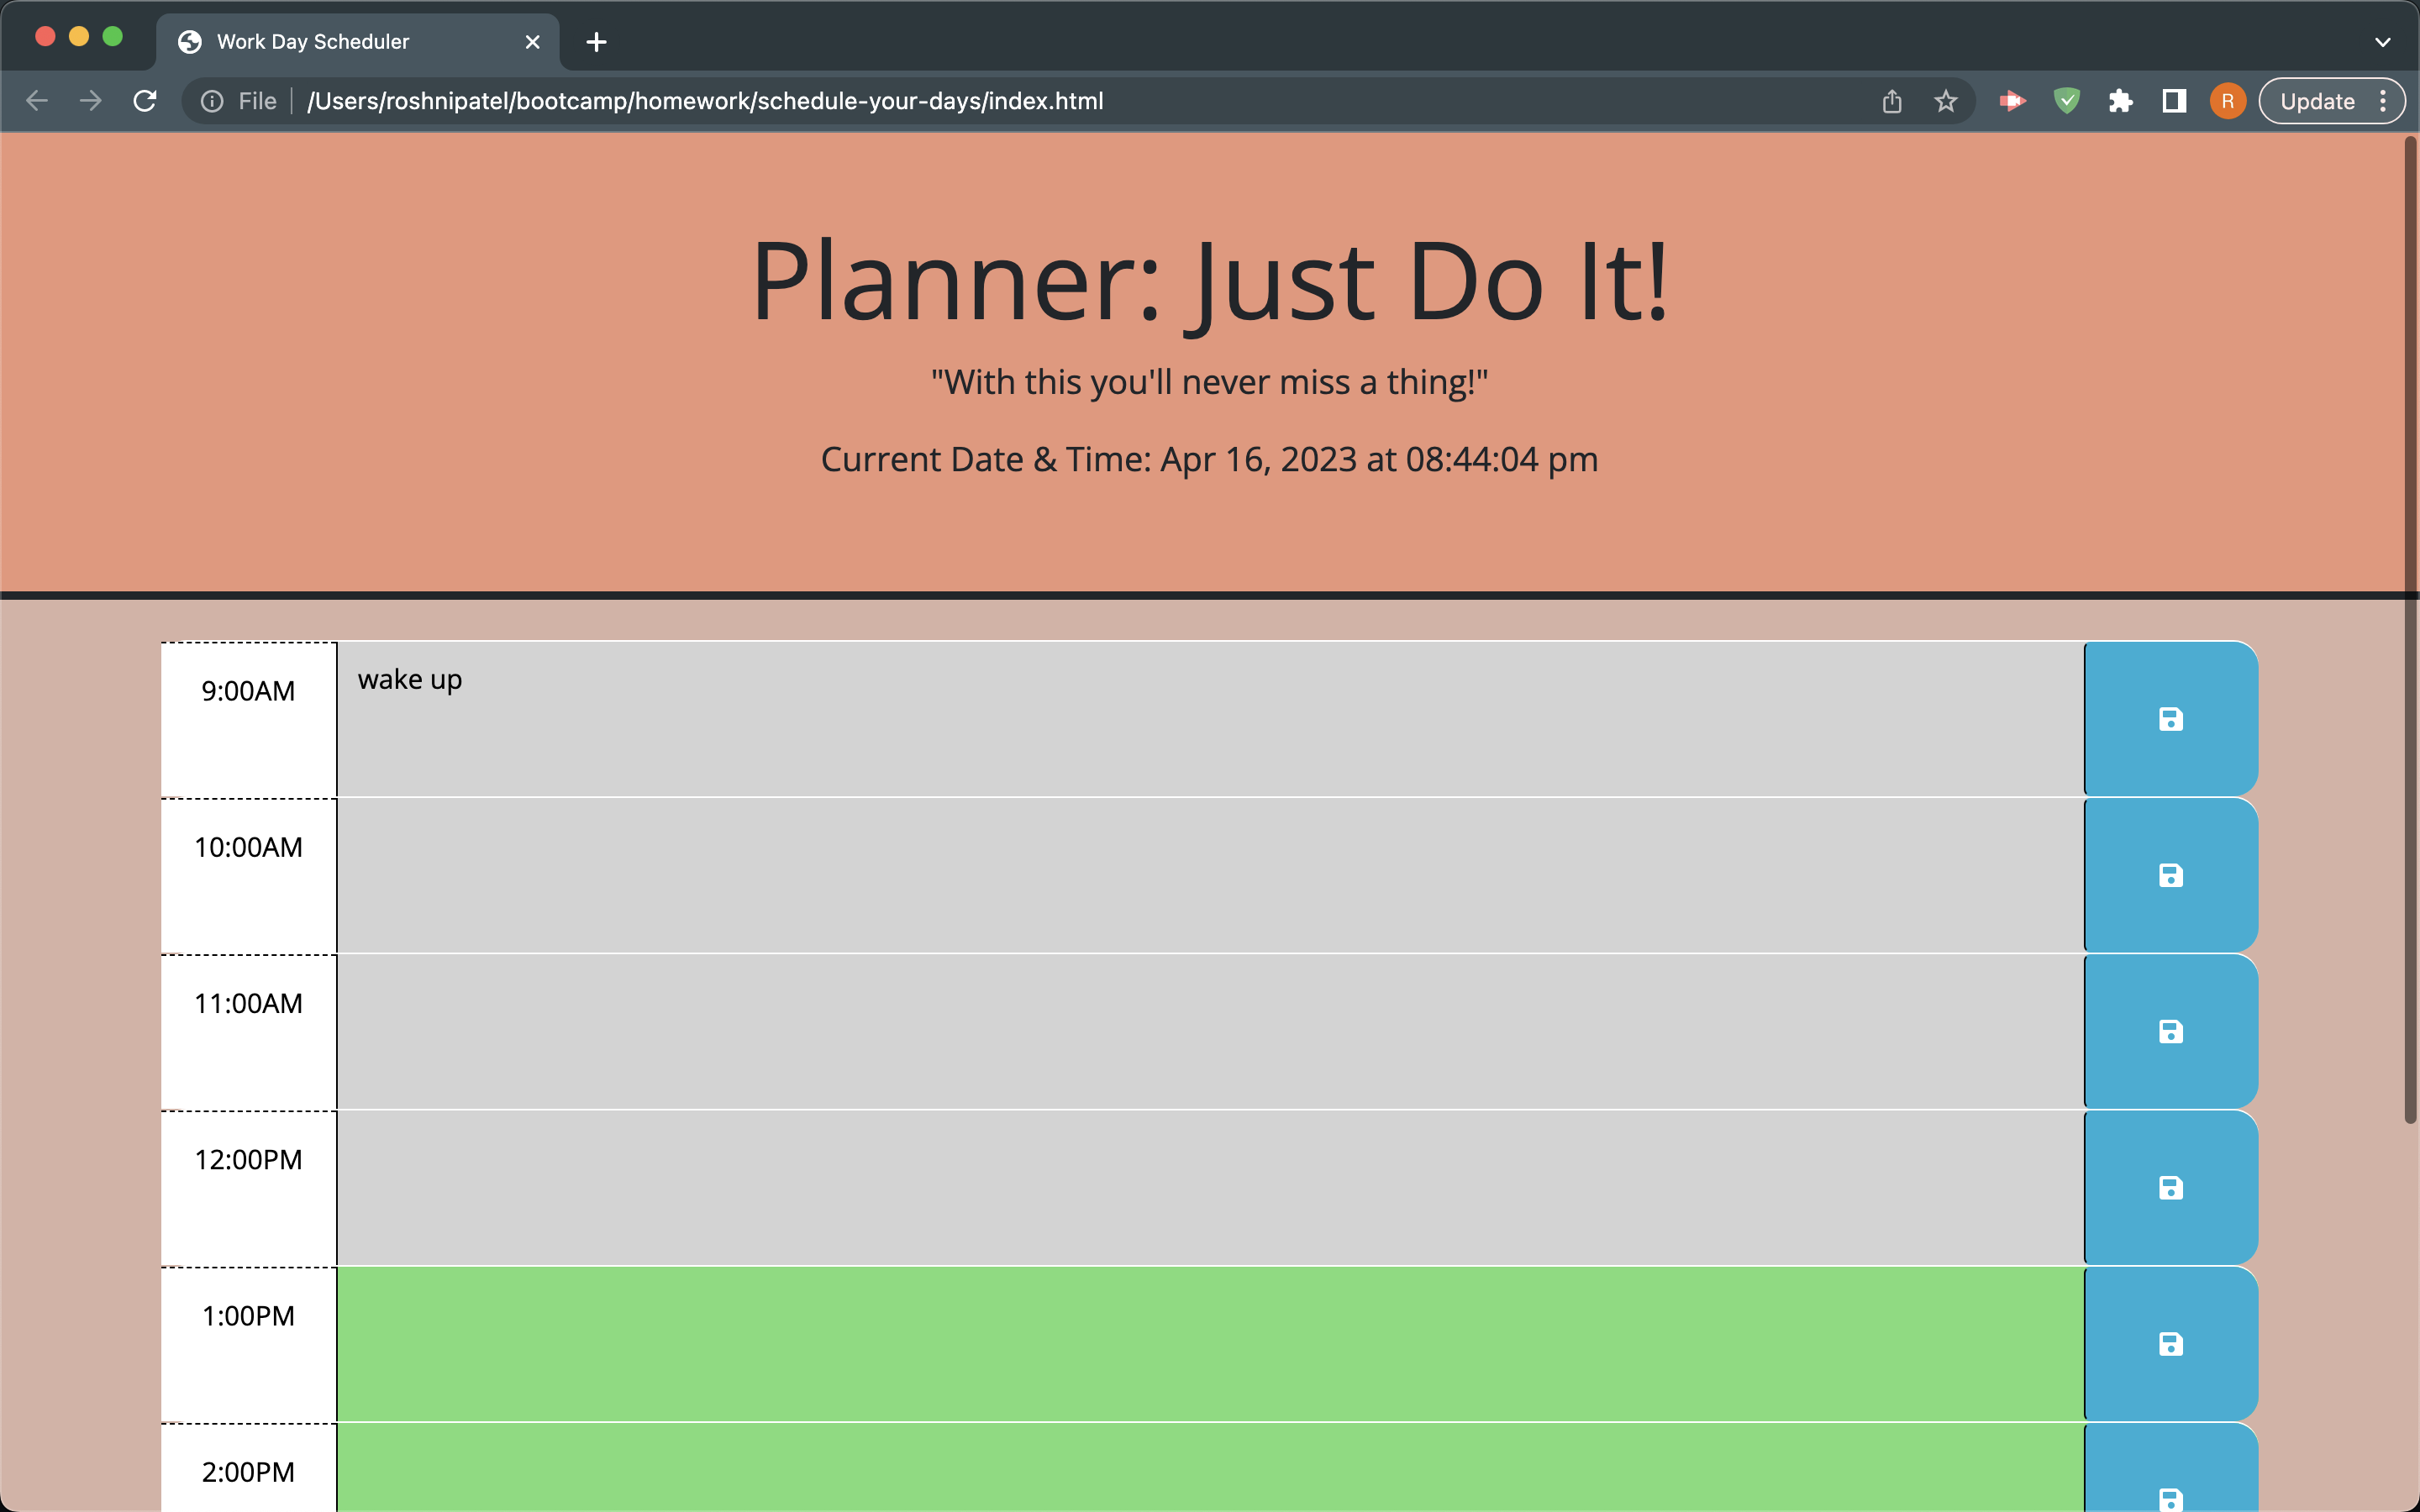 Work Day Scheduler
File /Users/roshnipatel/bootcamp/homework/schedule-your-days/index.html R Update
Planner: Just Do It!
"With this you'll never miss a thing!"
Current Date & Time: Apr 16, 2023 at 08:44:04 pm
9:00AM wake up
10:00AM
11:00AM
12:00PM
1:00PM
2:00PM